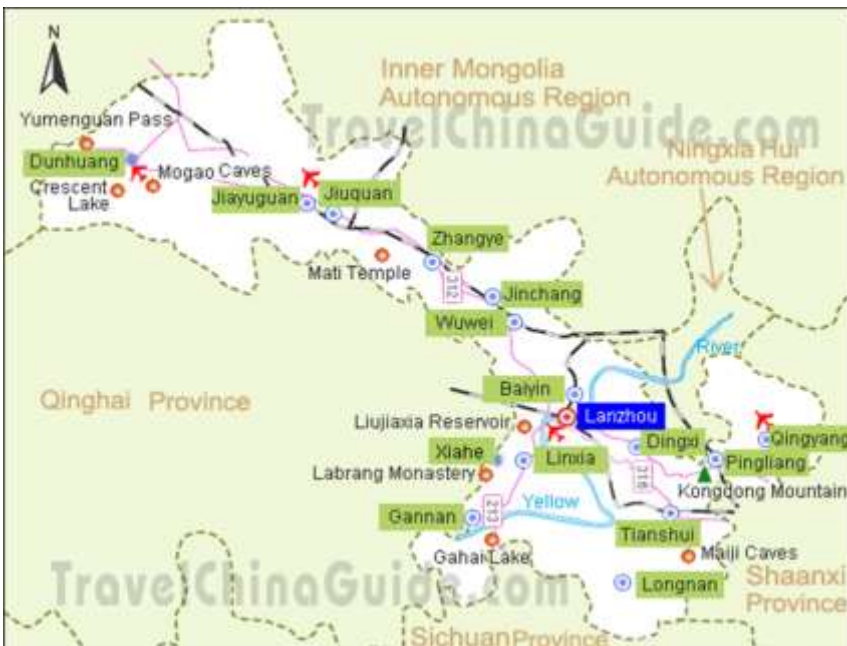 N
Inner Mongolia
Autonomous Region
TravelChinaGuide.com
Yumenguan Pass
Ningxia Hui
Autonomous Region
Dunhuang
Mogao Caves
Crescent
Lake
Jiayuguan
Jiuquan
Zhangye
Mati Temple
312
Jinchang
Wuwei
River
Qinghai Province
Baiyin
Lanzhou
Liujiaxia Reservoir
Dingxi
Qingyang
Xiahe
Linxia
Pingliang
Labrang Monastery
316
Kongdong Mountain
Gannan
213
Yellow
Tianshui
Gahai Lake
Maiji Caves
TravelChinaGuide.com
Longnan
Shaanxi
Province
Sichuan Province